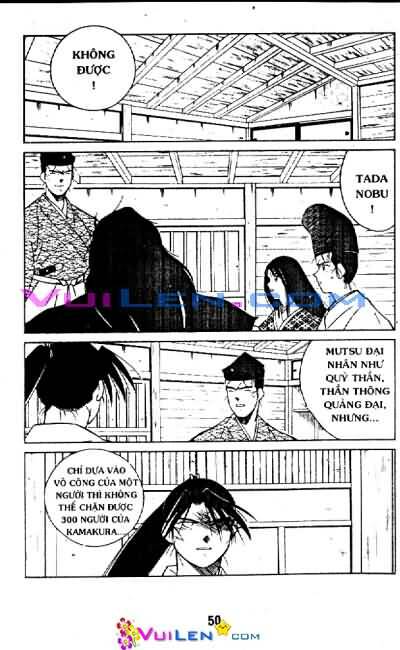 KHÔNG
ĐƯỢC
!
TADA
NOBU
!
VUILEN.COM
MUTSU ĐẠI
NHÂN NHƯ
QUỶ THẦN,
THẦN THÔNG
QUẢNG ĐẠI,
NHƯNG...
CHỈ DỰA VÀO
VÕ CÔNG CỦA MỘT
NGƯỜI THÌ KHÔNG
THỂ CHẶN ĐƯỢC
300 NGƯỜI CỦA
KAMAKURA....
50
VUILEN.COM